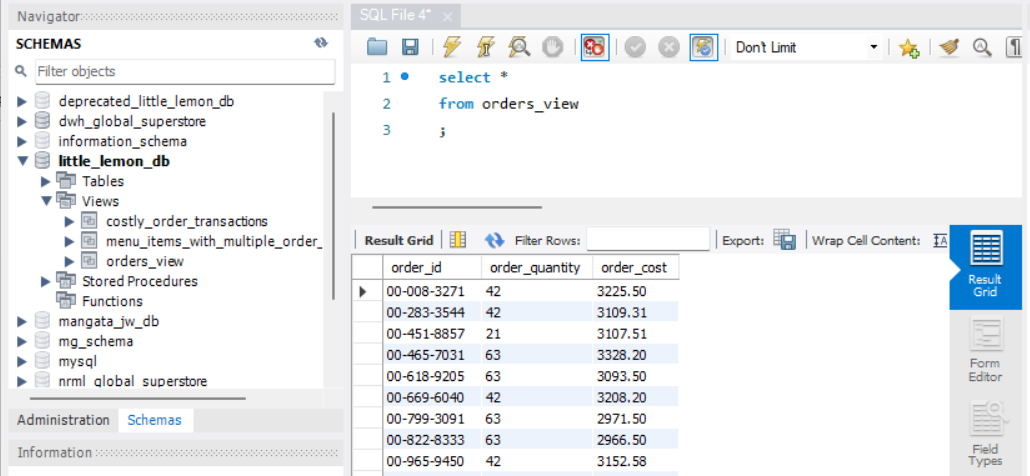 Navigator
SCHEMAS
Filter objects
deprecated_little_lemon_db
dwh_global_superstore
information_schema
little_lemon_db
Tables
Views
costly_order_transactions
menu_items_with_multiple_order_
orders_view
Stored Procedures
Functions
mangata_jw_db
mg_schema
mysql
nrml_global_superstore
Administration Schemas
Information
SQL File 4*
Don't Limit
1 select *
2 from orders_view
3 ;
Result Grid Filter Rows: Export: Wrap Cell Content:
order_id order_quantity order_cost
00-008-3271 42 3225.50
00-283-3544 42 3109.31
00-451-8857 21 3107.51
00-465-7031 63 3328.20
00-618-9205 63 3093.50
00-669-6040 42 3208.20
00-799-3091 63 2971.50
00-822-8333 63 2966.50
00-965-9450 42 3152.58
Result
Grid
Form
Editor
Field
Types